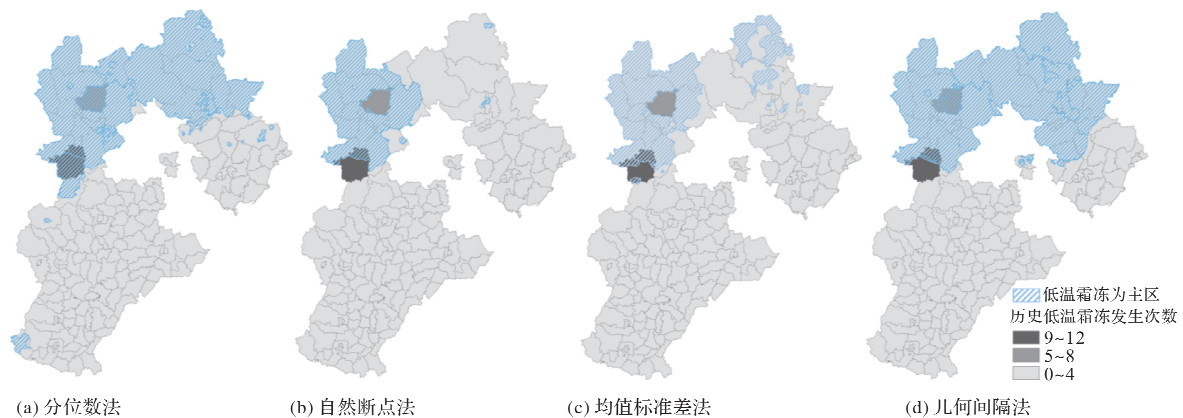 低温霜冻为主区
历史低温霜冻发生次数
9~12
5~8
0~4
(a) 分位数法
(b) 自然断点法
(c) 均值标准差法
(d) 几何间隔法